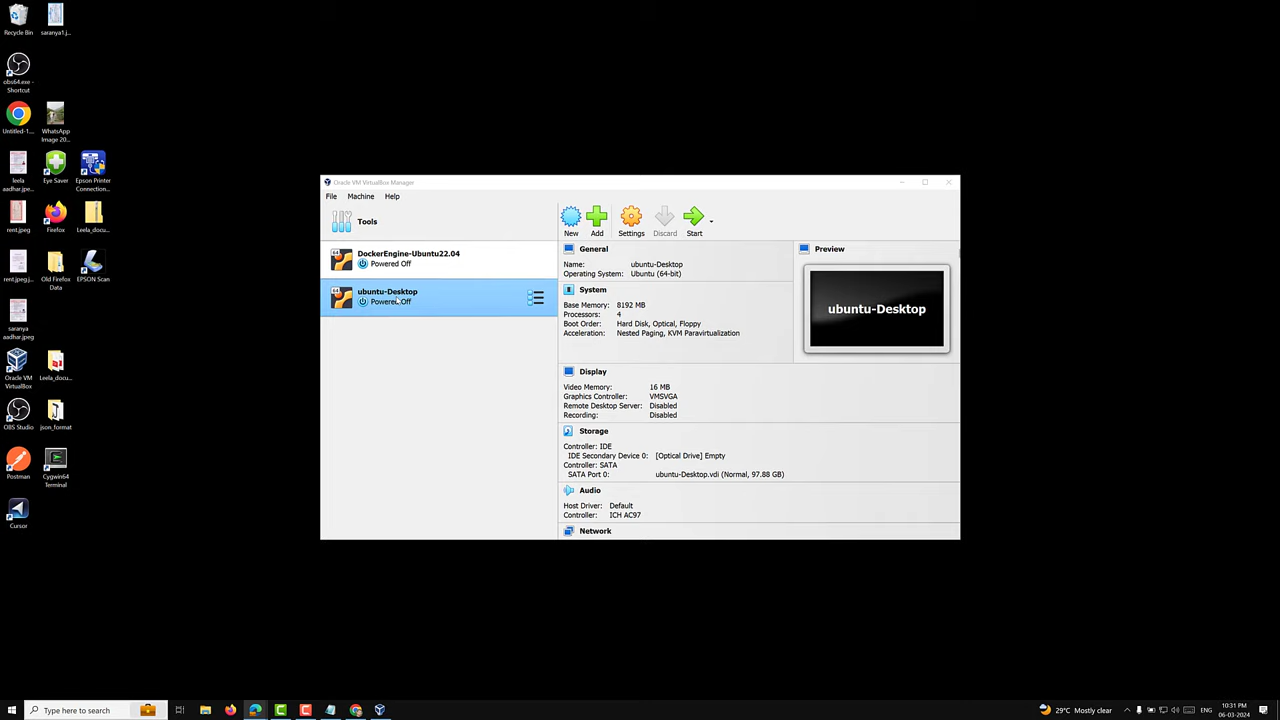 Recycle Bin
saranya1.j...
obs64.exe -
Shortcut
Untitled-1...
WhatsApp
Image 20...
leela
aadhar.jpe...
Eye Saver
Epson Printer
Connection...
rent.jpeg
Firefox
Leela_docu...
rent.jpeg.j...
Old Firefox
Data
EPSON Scan
saranya
aadhar.jpeg
Oracle VM
VirtualBox
Leela_docu...
OBS Studio
json_format
Postman
Cygwin64
Terminal
Cursor
Oracle VM VirtualBox Manager
File Machine Help
Tools
New Add Settings Discard Start
DockerEngine-Ubuntu22.04
Powered Off
ubuntu-Desktop
Powered Off
General
Name: ubuntu-Desktop
Operating System: Ubuntu (64-bit)
System
Base Memory: 8192 MB
Processors: 4
Boot Order: Hard Disk, Optical, Floppy
Acceleration: Nested Paging, KVM Paravirtualization
Preview
ubuntu-Desktop
Display
Video Memory: 16 MB
Graphics Controller: VMSVGA
Remote Desktop Server: Disabled
Recording: Disabled
Storage
Controller: IDE
IDE Secondary Device 0: [Optical Drive] Empty
Controller: SATA
SATA Port 0: ubuntu-Desktop.vdi (Normal, 97.88 GB)
Audio
Host Driver: Default
Controller: ICH AC97
Network
Type here to search
29°C Mostly clear
ENG
10:31 PM
06-03-2024